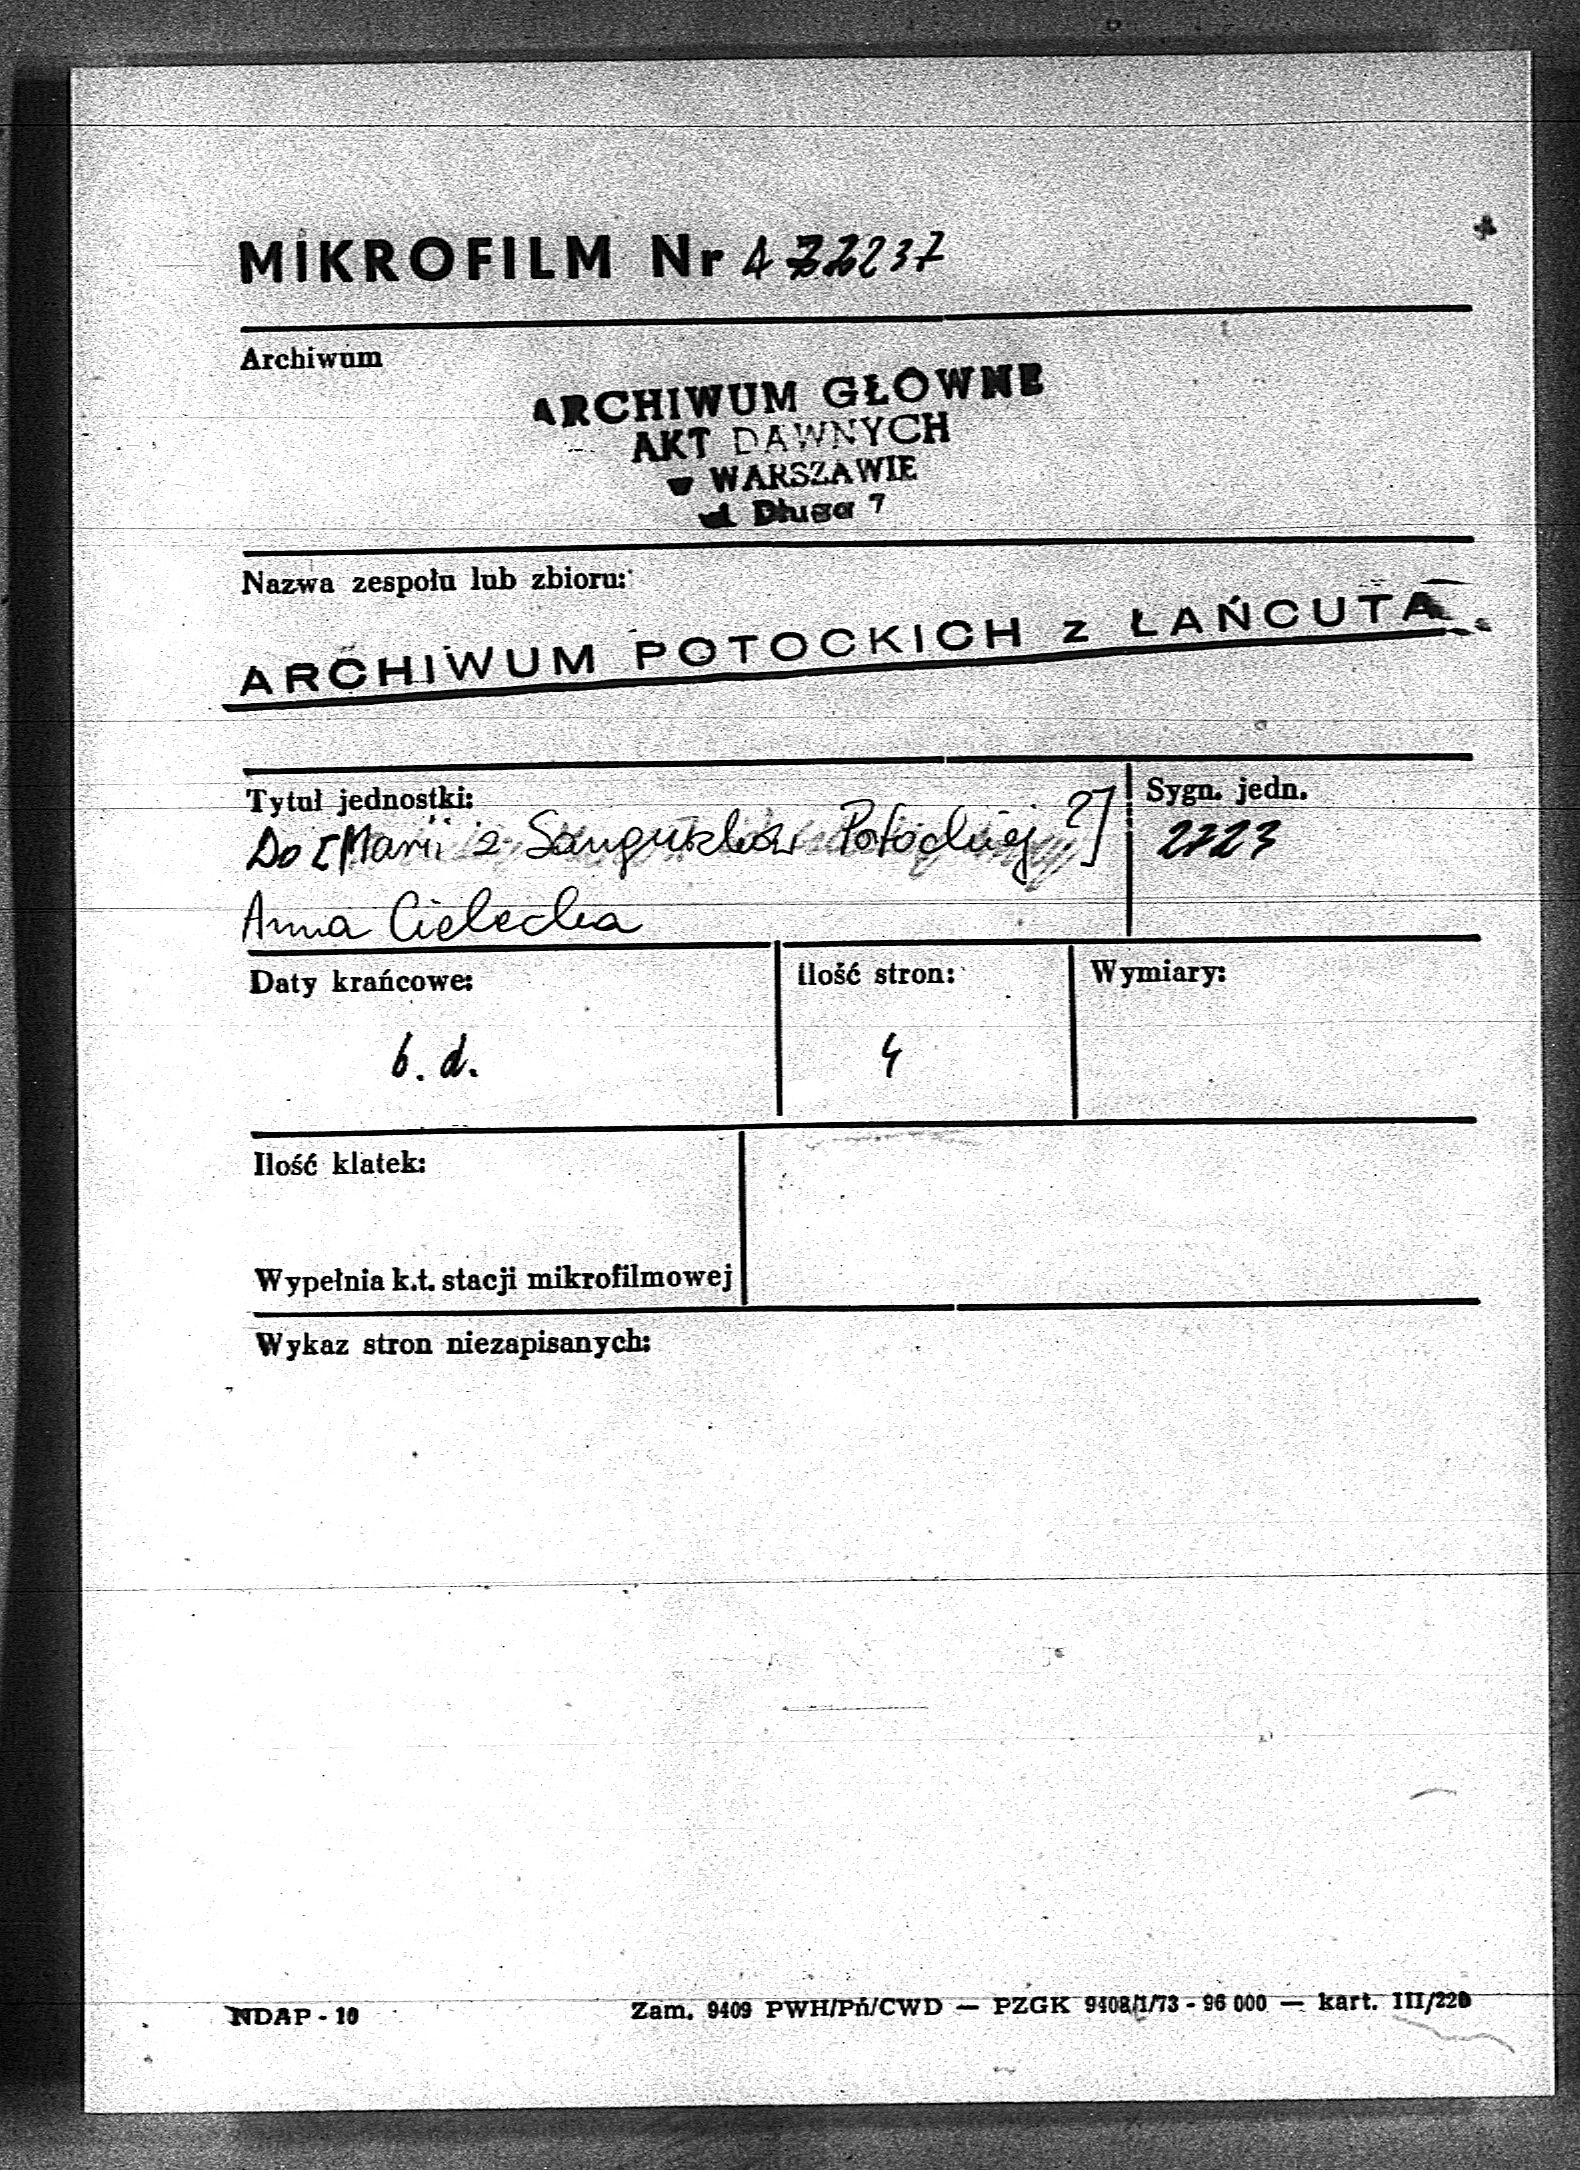 MIKROFILM Nr A 22237
Archiwum
ARCHIWUM GŁÓWNE
AKT DAWNYCH
w WARSZAWIE
ul. Długa 7
Nazwa zespołu lub zbioru:
ARCHIWUM POTOCKICH z ŁAŃCUTA
Tytuł jednostki:
Sygn. jedn.
Do [Marii z Sanguszków Potockiej ?]
2723
Anna Cielecka
Daty krańcowe:
Ilość stron:
Wymiary:
b. d.
4
Ilość klatek:
Wypełnia k.t. stacji mikrofilmowej
Wykaz stron niezapisanych:
NDAP - 10
Zam. 9409 PWH/Pń/CWD — PZGK 9408/1/73 - 96 000 — kart. III/220